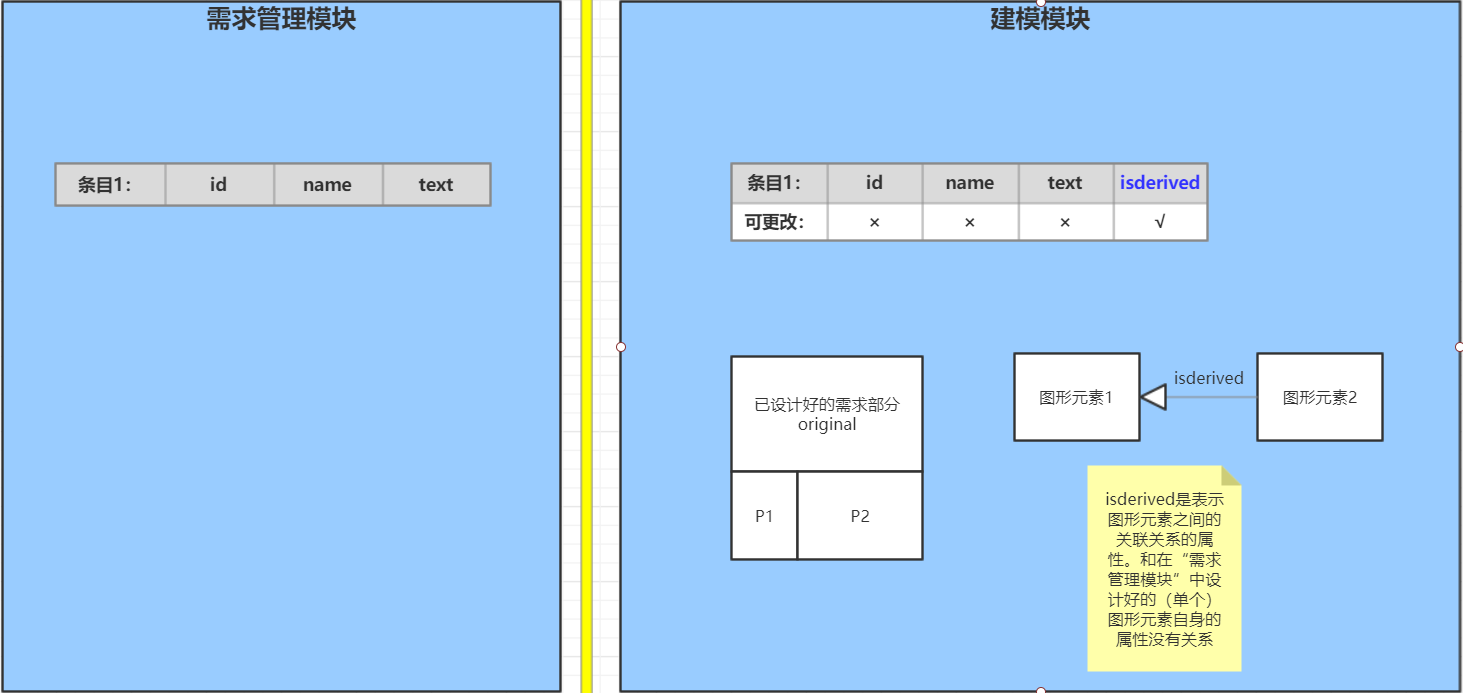 需求管理模块
条目1： id name text
建模模块
条目1： id name text isderived
可更改： × × × √
已设计好的需求部分
original
P1 P2
图形元素1
isderived
图形元素2
isderived是表示
图形元素之间的
关联关系的属
性。和在“需求
管理模块”中设
计好的（单个）
图形元素自身的
属性没有关系